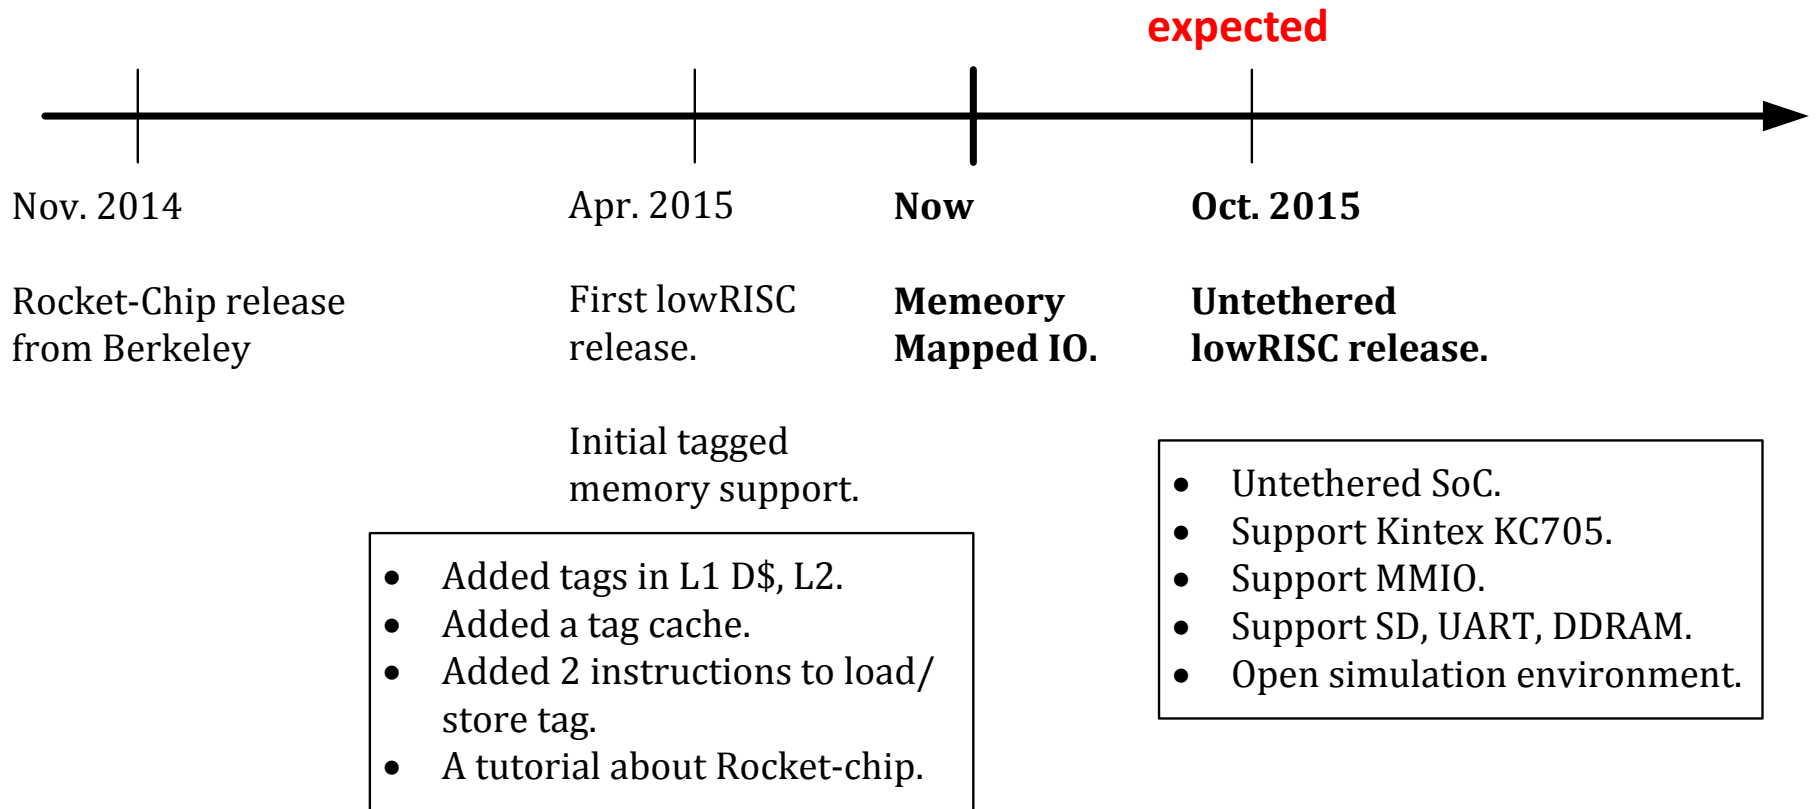 expected
Nov. 2014
Rocket-Chip release
from Berkeley
Apr. 2015
First lowRISC
release.
Initial tagged
memory support.
• Added tags in L1 D$, L2.
• Added a tag cache.
• Added 2 instructions to load/
store tag.
• A tutorial about Rocket-chip.
Now
Memeory
Mapped IO.
Oct. 2015
Untethered
lowRISC release.
• Untethered SoC.
• Support Kintex KC705.
• Support MMIO.
• Support SD, UART, DDRAM.
• Open simulation environment.